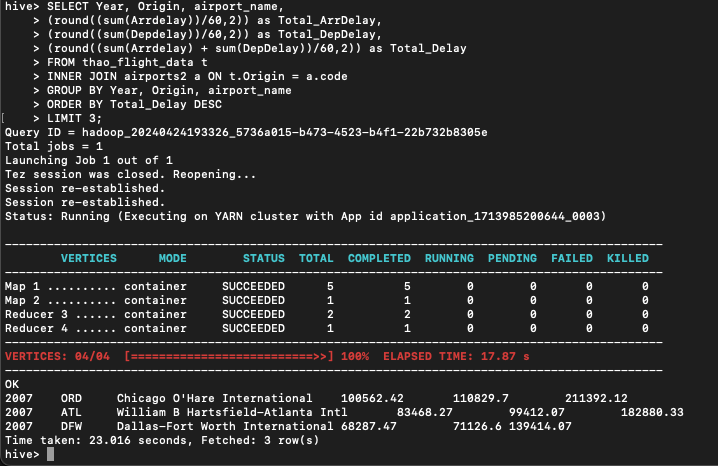 hive> SELECT Year, Origin, airport_name,
    > (round((sum(Arrdelay))/60,2)) as Total_ArrDelay,
    > (round((sum(Depdelay))/60,2)) as Total_DepDelay,
    > (round((sum(Arrdelay) + sum(DepDelay))/60,2)) as Total_Delay
    > FROM thao_flight_data t
    > INNER JOIN airports2 a ON t.Origin = a.code
    > GROUP BY Year, Origin, airport_name
    > ORDER BY Total_Delay DESC
[   > LIMIT 3;
Query ID = hadoop_20240424193326_5736a015-b473-4523-b4f1-22b732b8305e
Total jobs = 1
Launching Job 1 out of 1
Tez session was closed. Reopening...
Session re-established.
Session re-established.
Status: Running (Executing on YARN cluster with App id application_1713985200644_0003)
----------------------------------------------------------------------------------------------
        VERTICES      MODE        STATUS  TOTAL  COMPLETED  RUNNING  PENDING  FAILED  KILLED
----------------------------------------------------------------------------------------------
Map 1 .......... container     SUCCEEDED      5          5        0        0       0       0
Map 2 .......... container     SUCCEEDED      1          1        0        0       0       0
Reducer 3 ...... container     SUCCEEDED      2          2        0        0       0       0
Reducer 4 ...... container     SUCCEEDED      1          1        0        0       0       0
----------------------------------------------------------------------------------------------
VERTICES: 04/04  [==========================>>] 100%  ELAPSED TIME: 17.87 s
----------------------------------------------------------------------------------------------
OK
2007    ORD     Chicago O'Hare International    100562.42       110829.7        211392.12
2007    ATL     William B Hartsfield-Atlanta Intl       83468.27        99412.07        182880.33
2007    DFW     Dallas-Fort Worth International 68287.47        71126.6 139414.07
Time taken: 23.016 seconds, Fetched: 3 row(s)
hive>